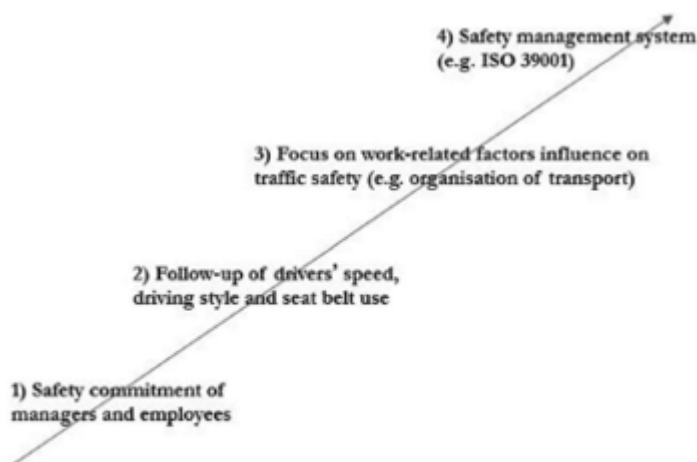 4) Safety management system
(e.g. ISO 39001)
3) Focus on work-related factors influence on
traffic safety (e.g. organisation of transport)
2) Follow-up of drivers' speed,
driving style and seat belt use
1) Safety commitment of
managers and employees